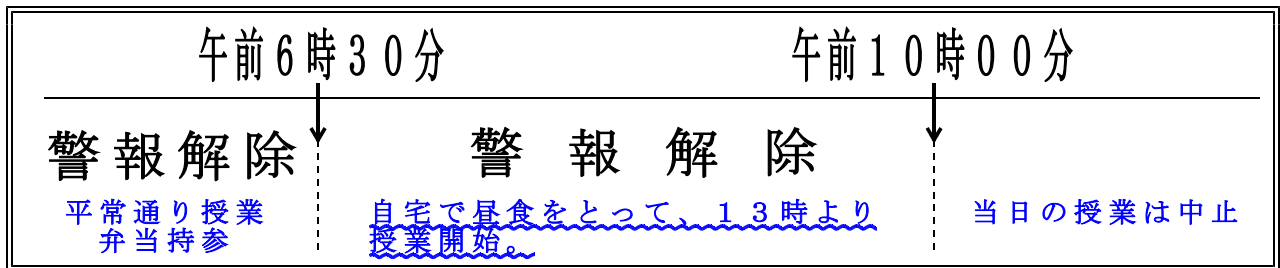 午前6時30分
午前10時00分
警報解除
警報解除
平常通り授業
弁当持参
自宅で昼食をとって、１３時より
授業開始。
当日の授業は中止